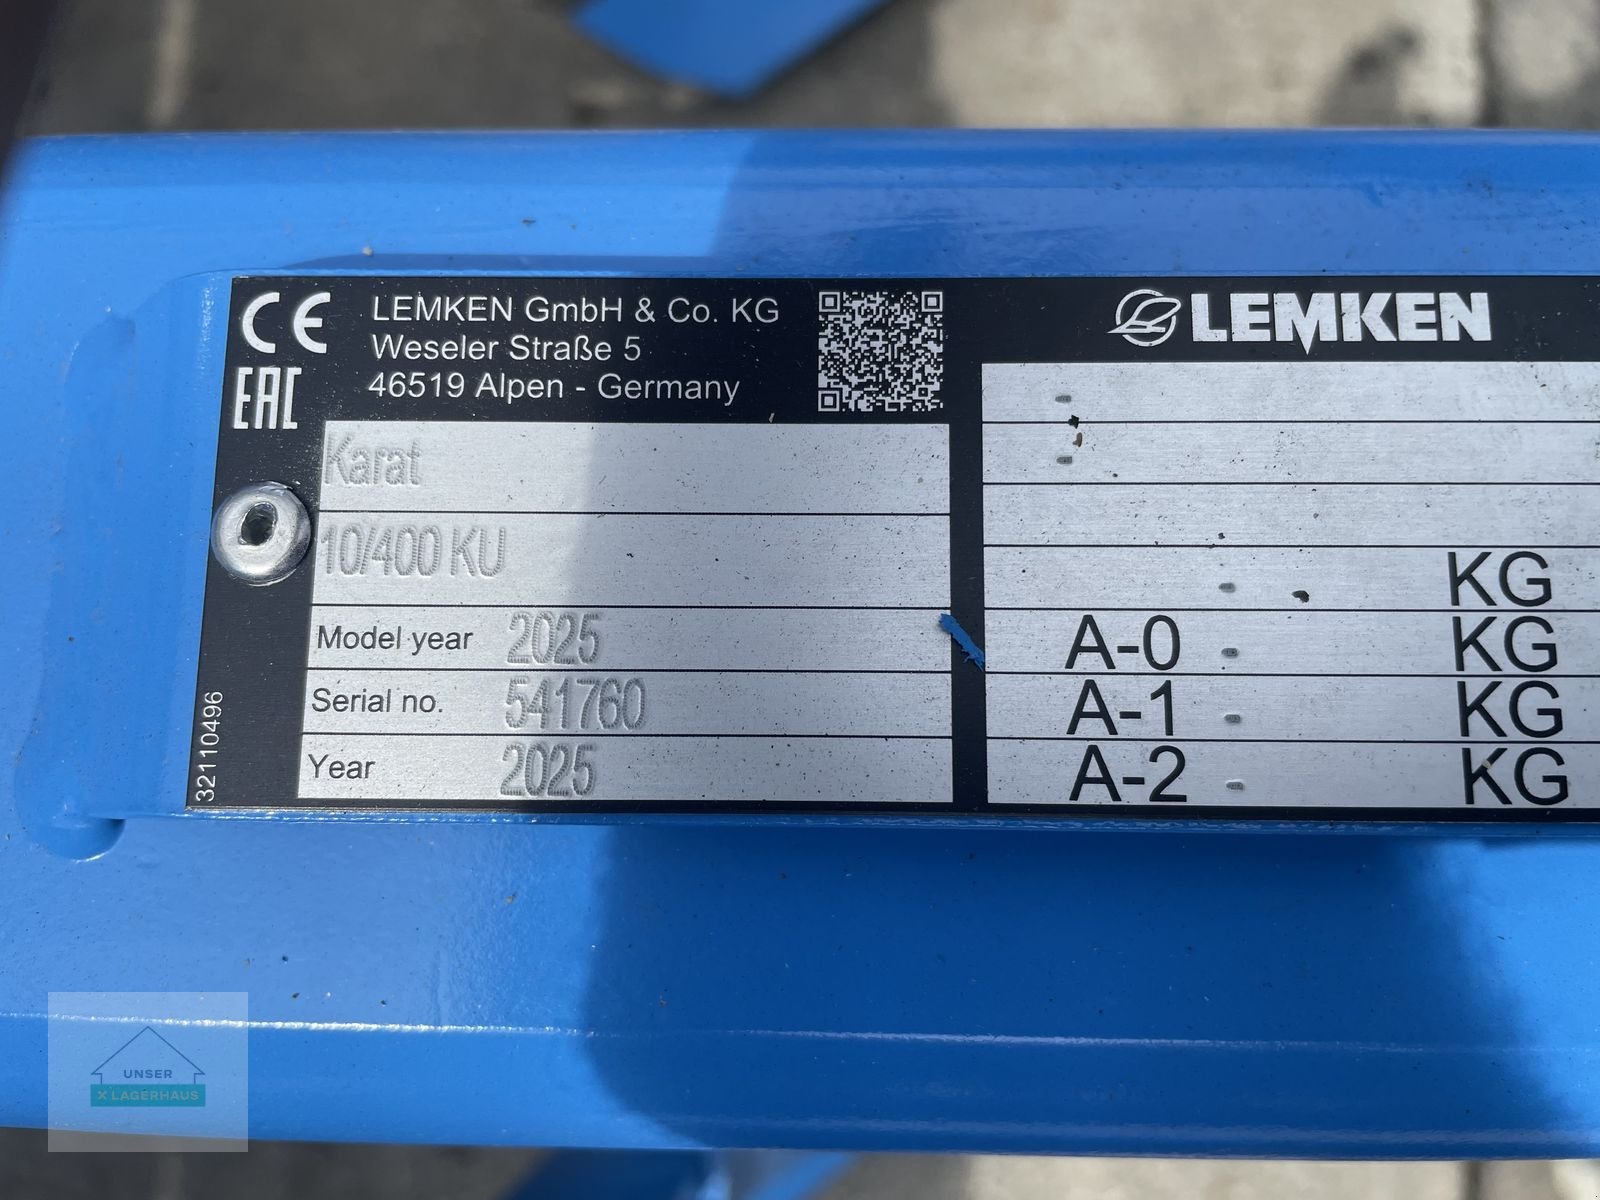 CE
EAC
LEMKEN GmbH & Co. KG
Weseler Straße 5
46519 Alpen - Germany
Karat
10/400 KU
Model year 2025
Serial no. 541760
Year 2025
32110496
LEMKEN
-
-
- KG
A-0 - KG
A-1 - KG
A-2 - KG
UNSER
X LAGERHAUS